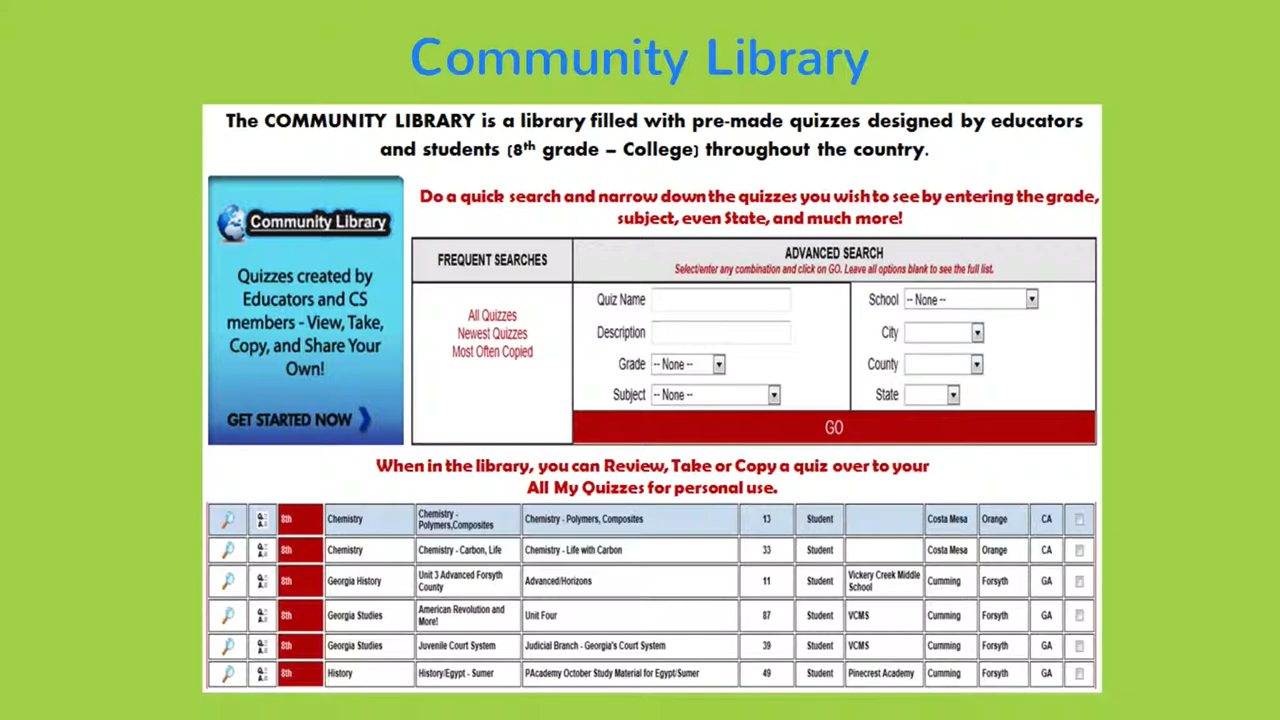 Community Library
The COMMUNITY LIBRARY is a library filled with pre-made quizzes designed by educators
and students (8th grade – College) throughout the country.
Community Library
Quizzes created by
Educators and CS
members - View, Take,
Copy, and Share Your
Own!
GET STARTED NOW
Do a quick search and narrow down the quizzes you wish to see by entering the grade,
subject, even State, and much more!
FREQUENT SEARCHES
All Quizzes
Newest Quizzes
Most Often Copied
ADVANCED SEARCH
Select/enter any combination and click on GO. Leave all options blank to see the full list.
Quiz Name
Description
Grade -- None --
Subject -- None --
School -- None --
City
County
State
GO
When in the library, you can Review, Take or Copy a quiz over to your
All My Quizzes for personal use.
8th Chemistry Chemistry - Polymers,Composites Chemistry - Polymers, Composites 13 Student Costa Mesa Orange CA
8th Chemistry Chemistry - Carbon, Life Chemistry - Life with Carbon 33 Student Costa Mesa Orange CA
8th Georgia History Unit 3 Advanced Forsyth County Advanced/Horizons 11 Student Vickery Creek Middle School Cumming Forsyth GA
8th Georgia Studies American Revolution and More! Unit Four 87 Student VCMS Cumming Forsyth GA
8th Georgia Studies Juvenile Court System Judicial Branch - Georgia's Court System 39 Student VCMS Cumming Forsyth GA
8th History History/Egypt - Sumer PAcademy October Study Material for Egypt/Sumer 49 Student Pinecrest Academy Cumming Forsyth GA